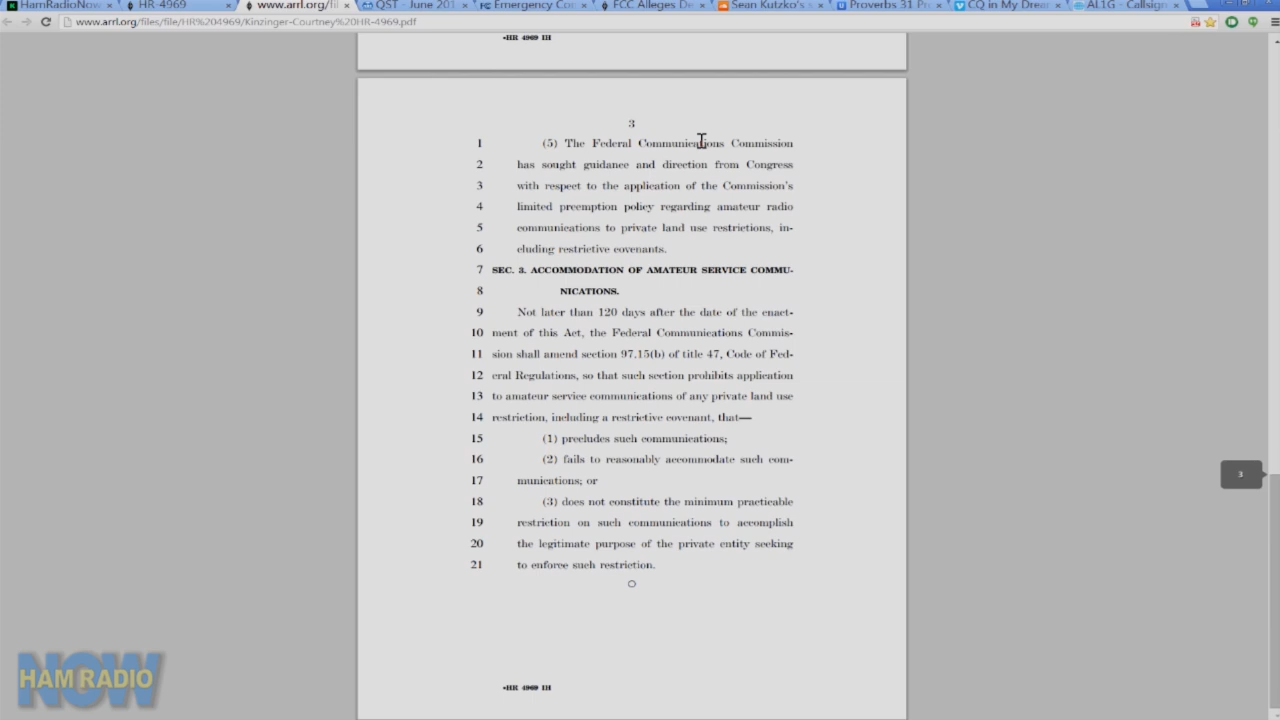 HamRadioNow
HR-4969
www.arrl.org/fi
QST - June 201
Emergency Co
FCC Alleges De
Sean Kutzko's s
Proverbs 31 Pr
CQ in My Drea
AL1G - Callsign
www.arrl.org/files/file/HR%204969/Kinzinger-Courtney%20HR-4969.pdf
•HR 4969 IH
3
1 (5) The Federal Communications Commission
2 has sought guidance and direction from Congress
3 with respect to the application of the Commission's
4 limited preemption policy regarding amateur radio
5 communications to private land use restrictions, in-
6 cluding restrictive covenants.
7 SEC. 3. ACCOMMODATION OF AMATEUR SERVICE COMMU-
8 NICATIONS.
9 Not later than 120 days after the date of the enact-
10 ment of this Act, the Federal Communications Commis-
11 sion shall amend section 97.15(b) of title 47, Code of Fed-
12 eral Regulations, so that such section prohibits application
13 to amateur service communications of any private land use
14 restriction, including a restrictive covenant, that—
15 (1) precludes such communications;
16 (2) fails to reasonably accommodate such com-
17 munications; or
18 (3) does not constitute the minimum practicable
19 restriction on such communications to accomplish
20 the legitimate purpose of the private entity seeking
21 to enforce such restriction.
3
•HR 4969 IH
HAM RADIO
NOW